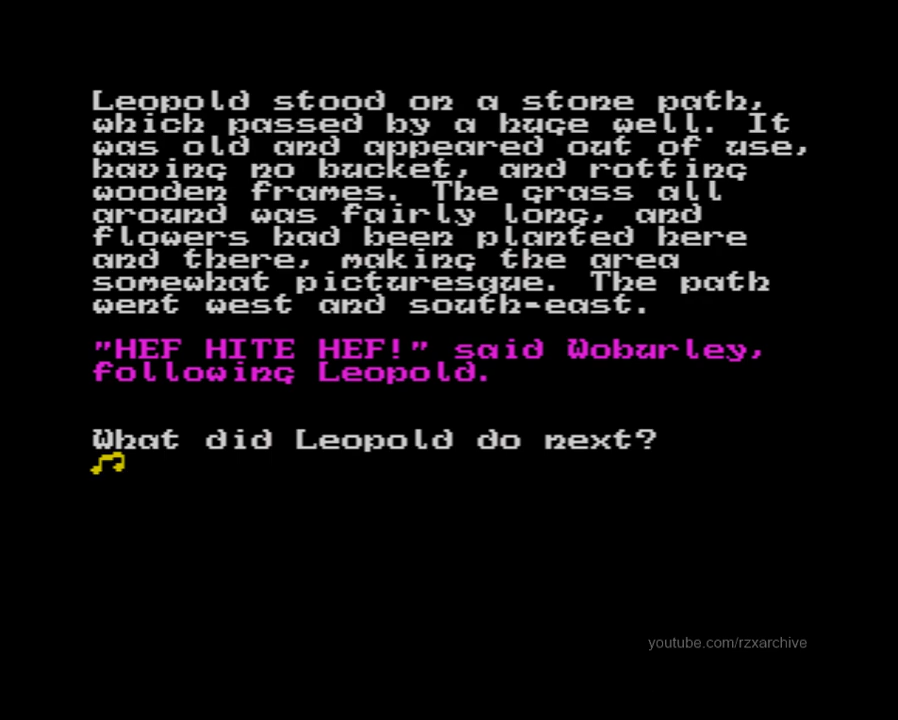 Leopold stood on a stone path,
which passed by a huge well. It
was old and appeared out of use,
having no bucket, and rotting
wooden frames. The grass all
around was fairly long, and
flowers had been planted here
and there, making the area
somewhat picturesque. The path
went west and south-east.
"HEF HITE HEF!" said Woburley,
following Leopold.
What did Leopold do next?
youtube.com/rzxarchive